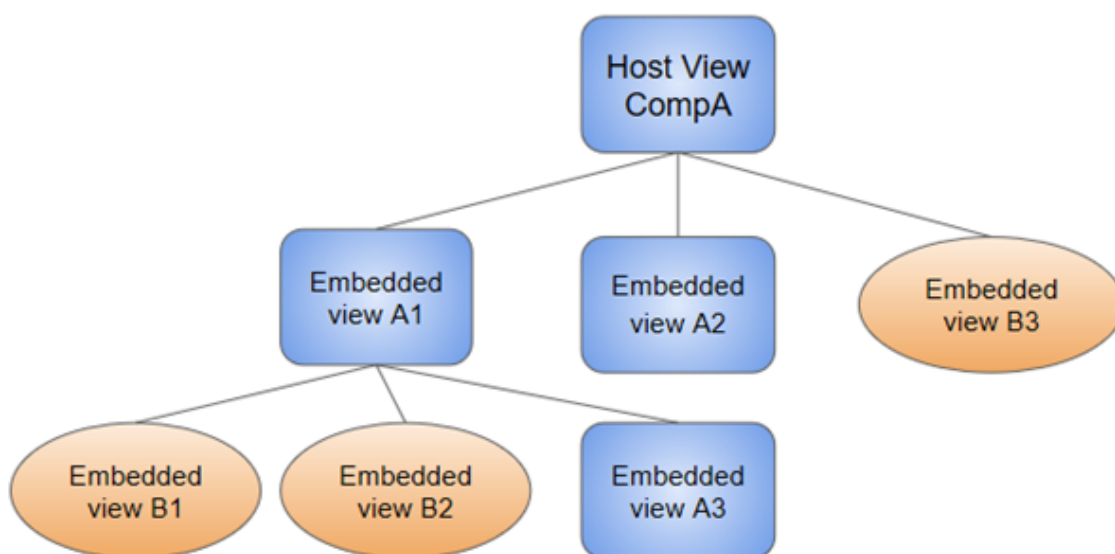 Host View
CompA
Embedded
view A1
Embedded
view A2
Embedded
view B3
Embedded
view B1
Embedded
view B2
Embedded
view A3